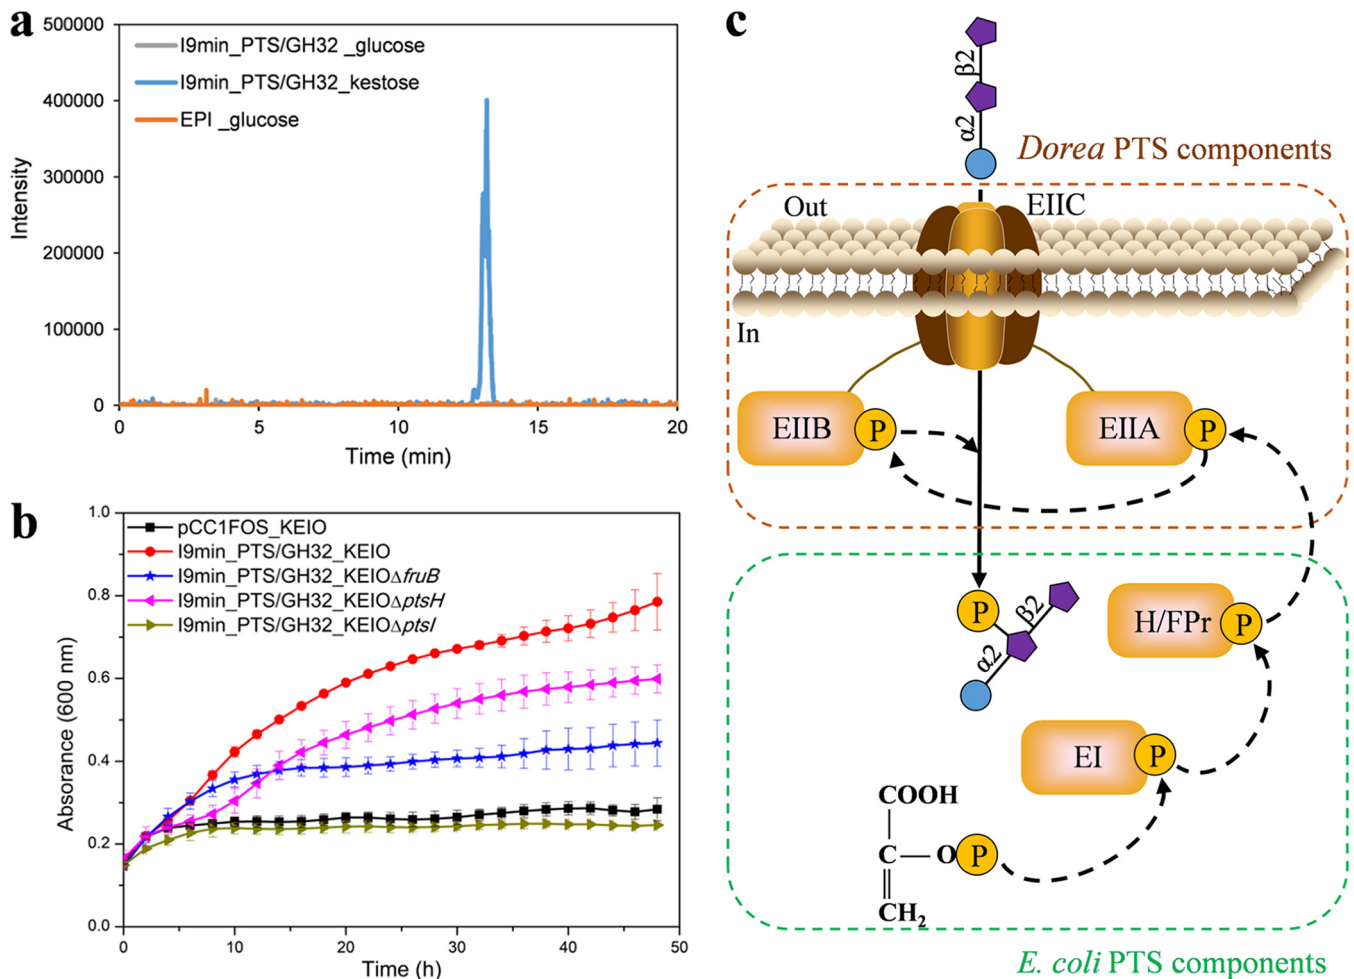 a
500000
400000
300000
200000
100000
0
Intensity
I9min_PTS/GH32 _glucose
I9min_PTS/GH32_kestose
EPI _glucose
0 5 10 15 20
Time (min)
b
1.0
0.8
0.6
0.4
0.2
0.0
Absorance (600 nm)
pCC1FOS_KEIO
I9min_PTS/GH32_KEIO
I9min_PTS/GH32_KEIOΔfruB
I9min_PTS/GH32_KEIOΔptsH
I9min_PTS/GH32_KEIOΔptsI
0 10 20 30 40 50
Time (h)
c
β2
α2
Dorea PTS components
Out
EIIC
In
EIIB P
EIIA P
P
β2
α2
H/FPr P
EI P
COOH
C — O P
CH2
E. coli PTS components